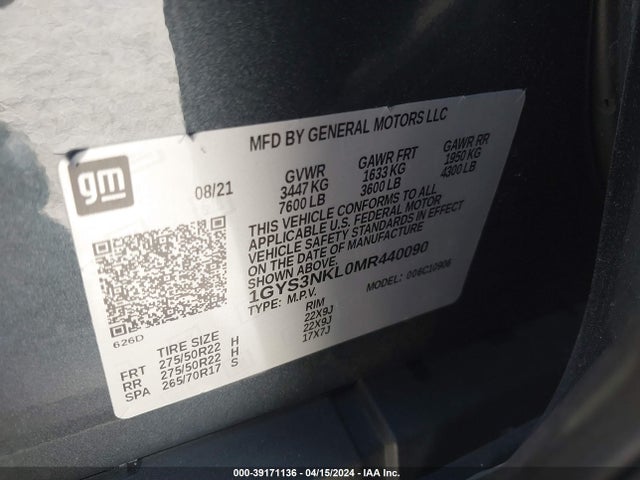 MFD BY GENERAL MOTORS LLC
gm
08/21
GVWR GAWR FRT GAWR RR
3447 KG 1633 KG 1950 KG
7600 LB 3600 LB 4300 LB
THIS VEHICLE CONFORMS TO ALL
APPLICABLE U.S. FEDERAL MOTOR
VEHICLE SAFETY STANDARDS IN EFFECT
ON THE DATE OF MANUFACTURE
SHOWN ABOVE.
1GYS3NKL0MR440090
TYPE: M.P.V. MODEL: 006C10906
626D
TIRE SIZE RIM
FRT 275/50R22 H 22X9J
RR 275/50R22 H 22X9J
SPA 265/70R17 S 17X7J
000-39171136 - 04/15/2024 - IAA Inc.